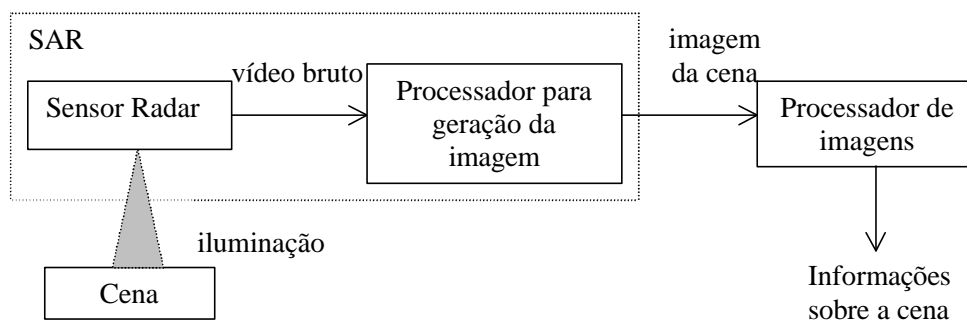 SAR
Sensor Radar
vídeo bruto
Processador para
geração da
imagem
imagem
da cena
Processador de
imagens
iluminação
Cena
Informações
sobre a cena